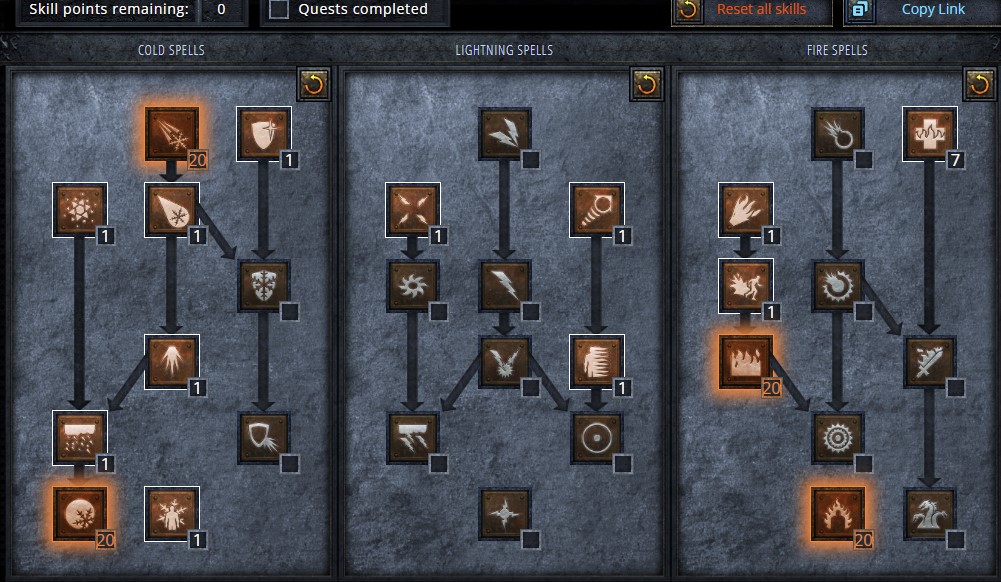 Skill points remaining: 0 Quests completed Reset all skills Copy Link
COLD SPELLS LIGHTNING SPELLS FIRE SPELLS
20 1 7
1 1 1 1 1
1
1 1 20
1
20 1 20